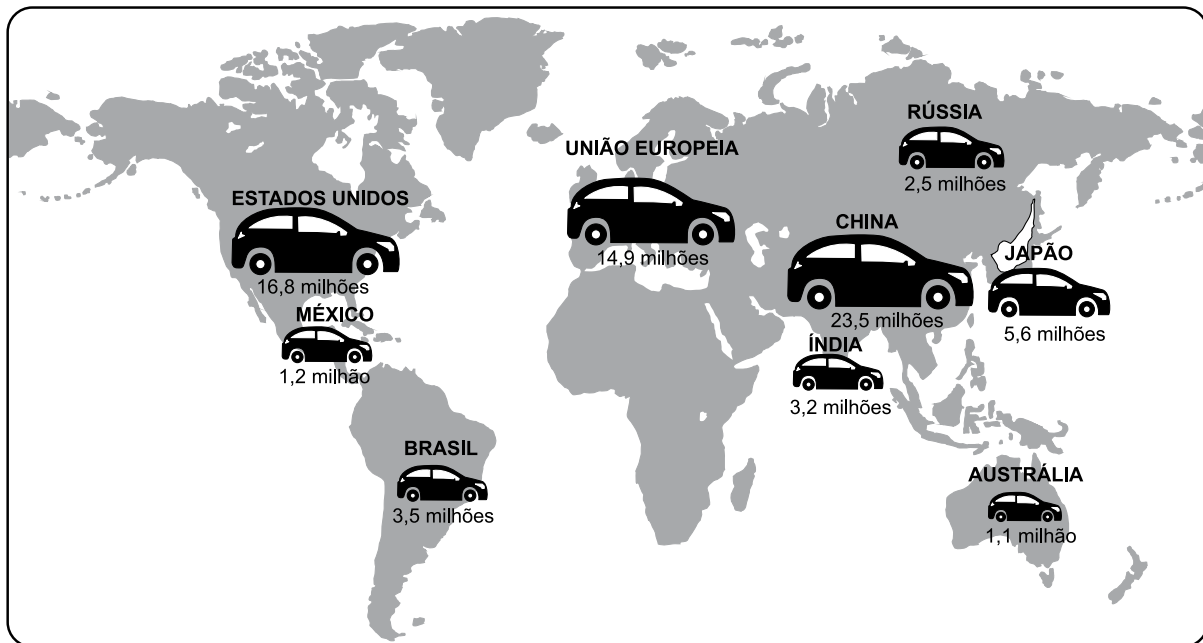 RÚSSIA
2,5 milhões
UNIÃO EUROPEIA
14,9 milhões
ESTADOS UNIDOS
16,8 milhões
CHINA
23,5 milhões
JAPÃO
5,6 milhões
MÉXICO
1,2 milhão
ÍNDIA
3,2 milhões
BRASIL
3,5 milhões
AUSTRÁLIA
1,1 milhão